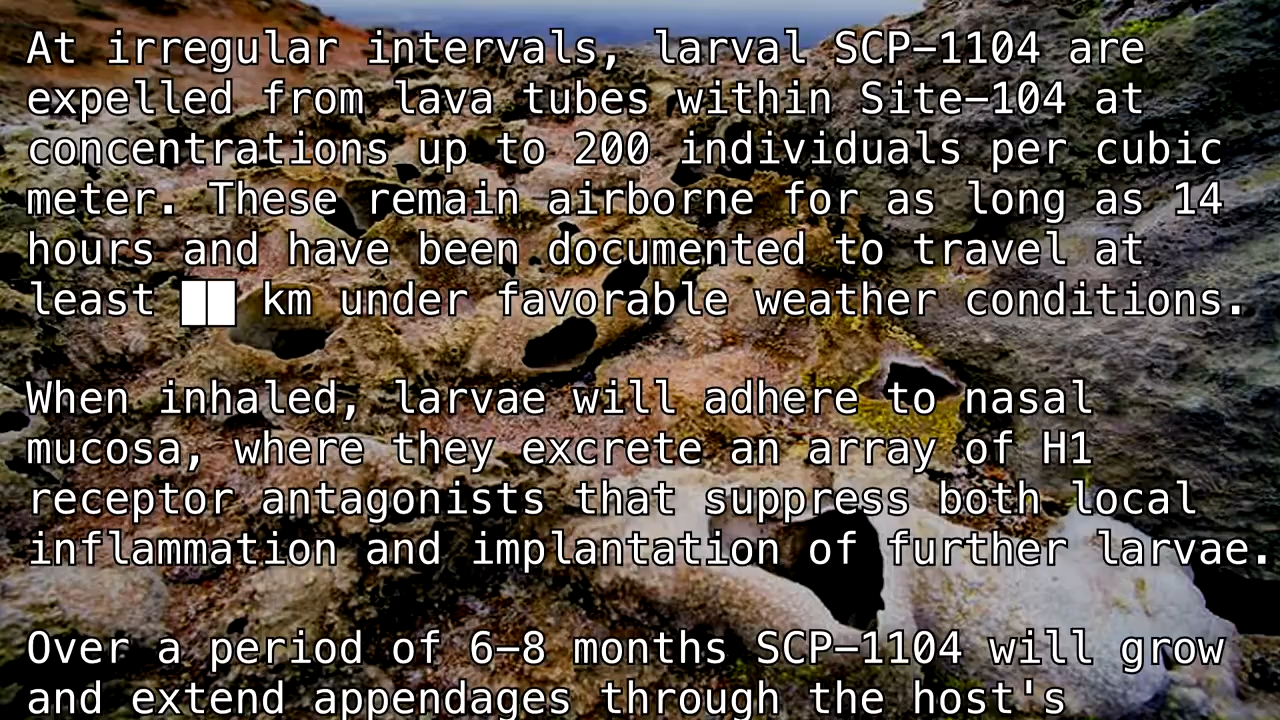 At irregular intervals, larval SCP-1104 are
expelled from lava tubes within Site-104 at
concentrations up to 200 individuals per cubic
meter. These remain airborne for as long as 14
hours and have been documented to travel at
least ██ km under favorable weather conditions.
When inhaled, larvae will adhere to nasal
mucosa, where they excrete an array of H1
receptor antagonists that suppress both local
inflammation and implantation of further larvae.
Over a period of 6-8 months SCP-1104 will grow
and extend appendages through the host's